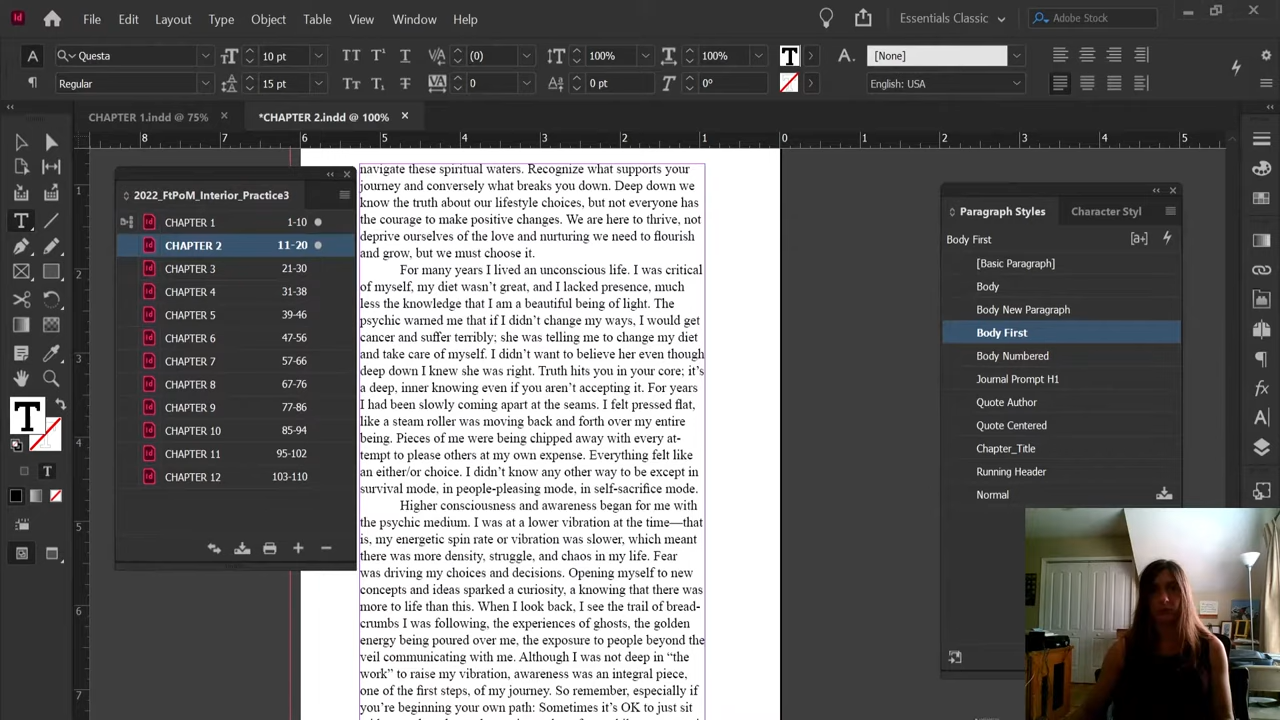 File Edit Layout Type Object Table View Window Help
Essentials Classic
Adobe Stock
Questa
10 pt
(0)
100%
100%
[None]
Regular
15 pt
0
0 pt
0°
English: USA
CHAPTER 1.indd @ 75%
*CHAPTER 2.indd @ 100%
8 7 6 5 4 3 2 1 0 1 2 3 4 5
1
2
4
5
6
7
2022_FtPoM_Interior_Practice3
CHAPTER 1 1-10
CHAPTER 2 11-20
CHAPTER 3 21-30
CHAPTER 4 31-38
CHAPTER 5 39-46
CHAPTER 6 47-56
CHAPTER 7 57-66
CHAPTER 8 67-76
CHAPTER 9 77-86
CHAPTER 10 85-94
CHAPTER 11 95-102
CHAPTER 12 103-110
navigate these spiritual waters. Recognize what supports your
journey and conversely what breaks you down. Deep down we
know the truth about our lifestyle choices, but not everyone has
the courage to make positive changes. We are here to thrive, not
deprive ourselves of the love and nurturing we need to flourish
and grow, but we must choose it.
For many years I lived an unconscious life. I was critical
of myself, my diet wasn't great, and I lacked presence, much
less the knowledge that I am a beautiful being of light. The
psychic warned me that if I didn't change my ways, I would get
cancer and suffer terribly; she was telling me to change my diet
and take care of myself. I didn't want to believe her even though
deep down I knew she was right. Truth hits you in your core; it's
a deep, inner knowing even if you aren't accepting it. For years
I had been slowly coming apart at the seams. I felt pressed flat,
like a steam roller was moving back and forth over my entire
being. Pieces of me were being chipped away with every at-
tempt to please others at my own expense. Everything felt like
an either/or choice. I didn't know any other way to be except in
survival mode, in people-pleasing mode, in self-sacrifice mode.
Higher consciousness and awareness began for me with
the psychic medium. I was at a lower vibration at the time—that
is, my energetic spin rate or vibration was slower, which meant
there was more density, struggle, and chaos in my life. Fear
was driving my choices and decisions. Opening myself to new
concepts and ideas sparked a curiosity, a knowing that there was
more to life than this. When I look back, I see the trail of bread-
crumbs I was following, the experiences of ghosts, the golden
energy being poured over me, the exposure to people beyond the
veil communicating with me. Although I was not deep in “the
work” to raise my vibration, awareness was an integral piece,
one of the first steps, of my journey. So remember, especially if
you're beginning your own path: Sometimes it's OK to just sit
Paragraph Styles
Character Styl
Body First
[a+]
[Basic Paragraph]
Body
Body New Paragraph
Body First
Body Numbered
Journal Prompt H1
Quote Author
Quote Centered
Chapter_Title
Running Header
Normal